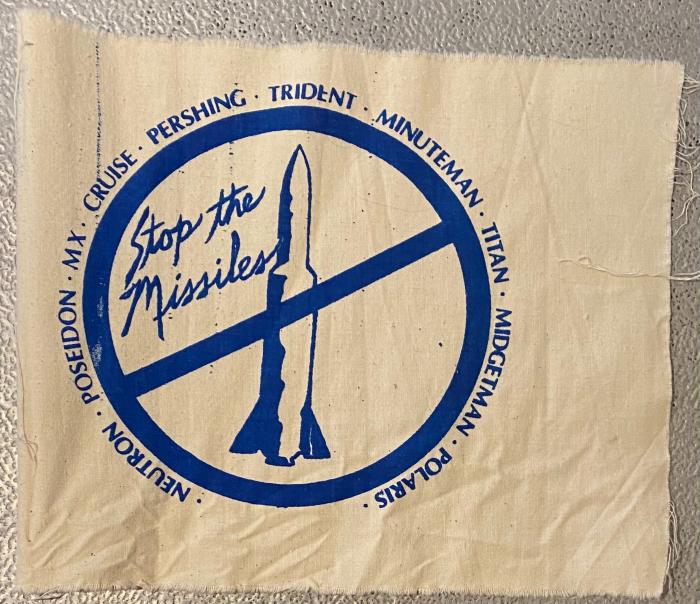 NEUTRON · POSEIDON · MX · CRUISE · PERSHING · TRIDENT · MINUTEMAN · TITAN · MIDGETMAN · POLARIS ·
Stop the
Missiles